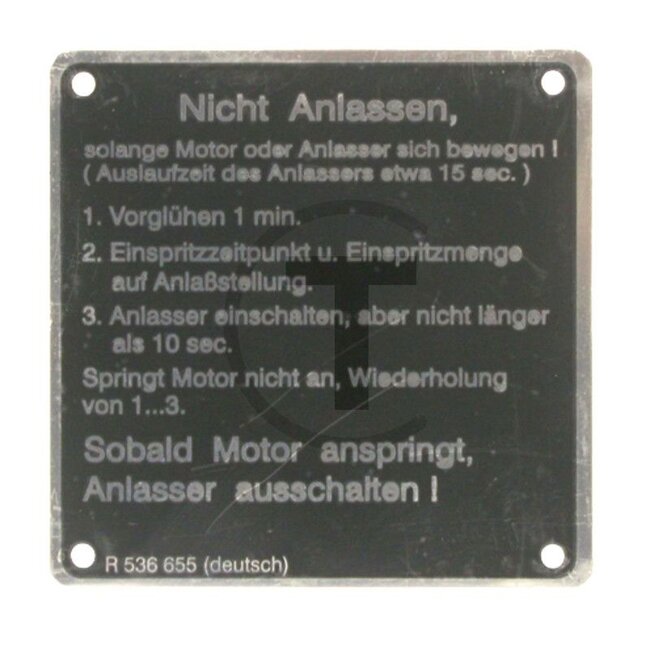 Nicht Anlassen,
solange Motor oder Anlasser sich bewegen !
( Auslaufzeit des Anlassers etwa 15 sec. )
1. Vorglühen 1 min.
2. Einspritzzeitpunkt u. Einspritzmenge
auf Anlaßstellung.
3. Anlasser einschalten, aber nicht länger
als 10 sec.
Springt Motor nicht an, Wiederholung
von 1...3.
Sobald Motor anspringt,
Anlasser ausschalten !
R 536 655 (deutsch)